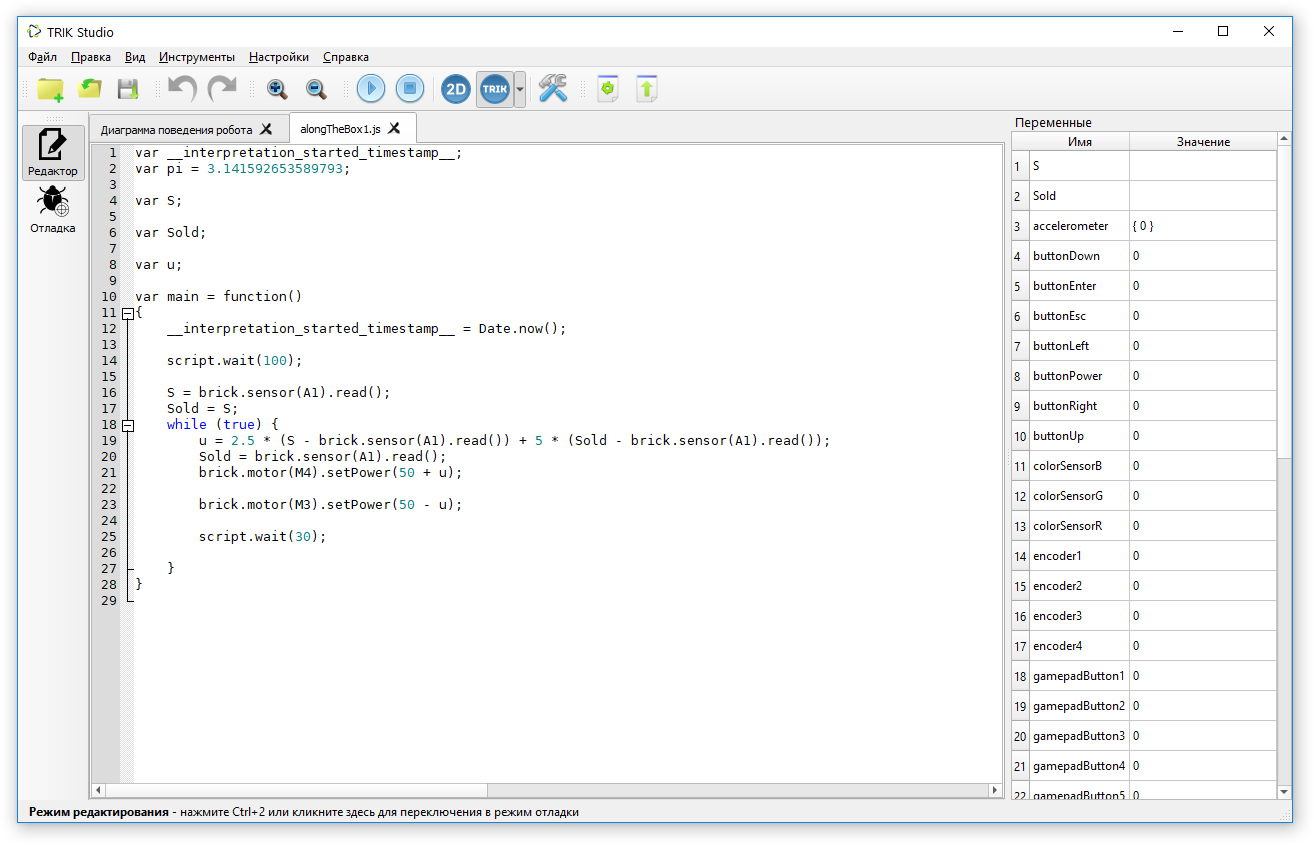 TRIK Studio
Файл Правка Вид Инструменты Настройки Справка
2D TRIK
Редактор
Отладка
Диаграмма поведения робота
alongTheBox1.js
1 var __interpretation_started_timestamp__;
2 var pi = 3.141592653589793;
3
4 var S;
5
6 var Sold;
7
8 var u;
9
10 var main = function()
11 {
12 __interpretation_started_timestamp__ = Date.now();
13
14 script.wait(100);
15
16 S = brick.sensor(A1).read();
17 Sold = S;
18 while (true) {
19 u = 2.5 * (S - brick.sensor(A1).read()) + 5 * (Sold - brick.sensor(A1).read());
20 Sold = brick.sensor(A1).read();
21 brick.motor(M4).setPower(50 + u);
22
23 brick.motor(M3).setPower(50 - u);
24
25 script.wait(30);
26
27 }
28 }
29
Переменные
Имя Значение
1 S
2 Sold
3 accelerometer { 0 }
4 buttonDown 0
5 buttonEnter 0
6 buttonEsc 0
7 buttonLeft 0
8 buttonPower 0
9 buttonRight 0
10 buttonUp 0
11 colorSensorB 0
12 colorSensorG 0
13 colorSensorR 0
14 encoder1 0
15 encoder2 0
16 encoder3 0
17 encoder4 0
18 gamepadButton1 0
19 gamepadButton2 0
20 gamepadButton3 0
21 gamepadButton4 0
22 gamepadButton5 0
Режим редактирования - нажмите Ctrl+2 или кликните здесь для переключения в режим отладки